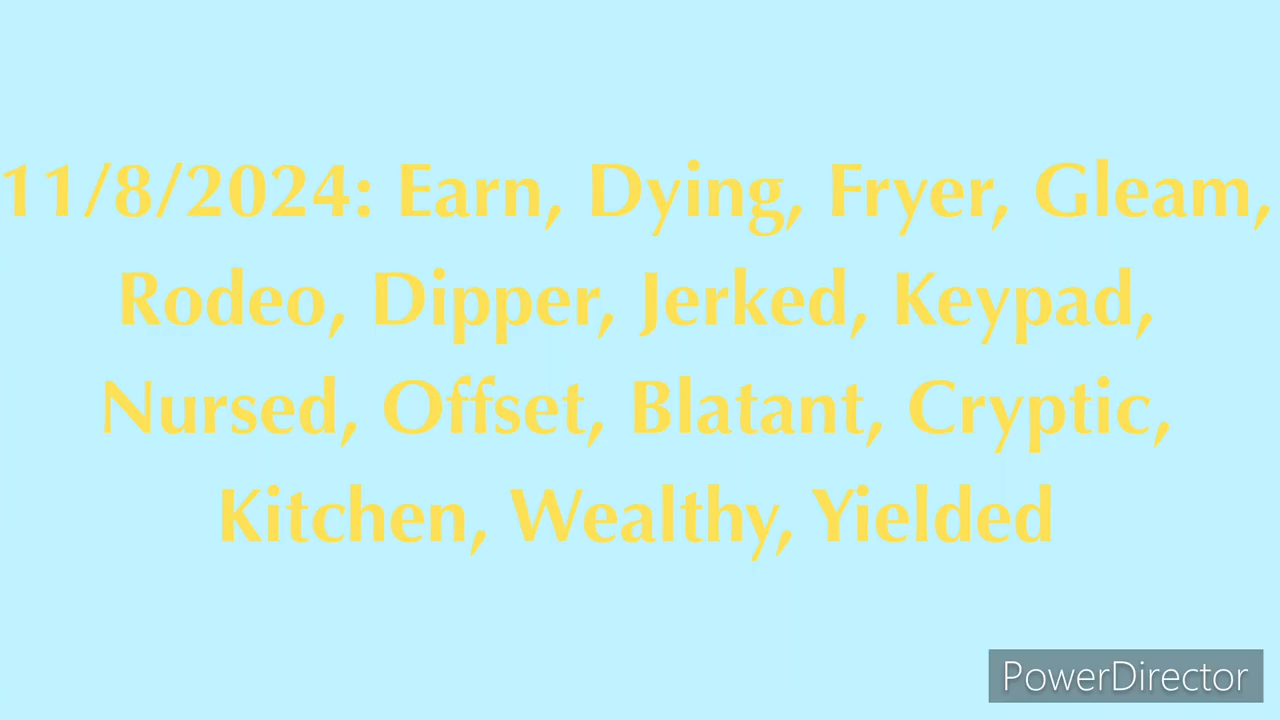 11/8/2024: Earn, Dying, Fryer, Gleam,
Rodeo, Dipper, Jerked, Keypad,
Nursed, Offset, Blatant, Cryptic,
Kitchen, Wealthy, Yielded
PowerDirector